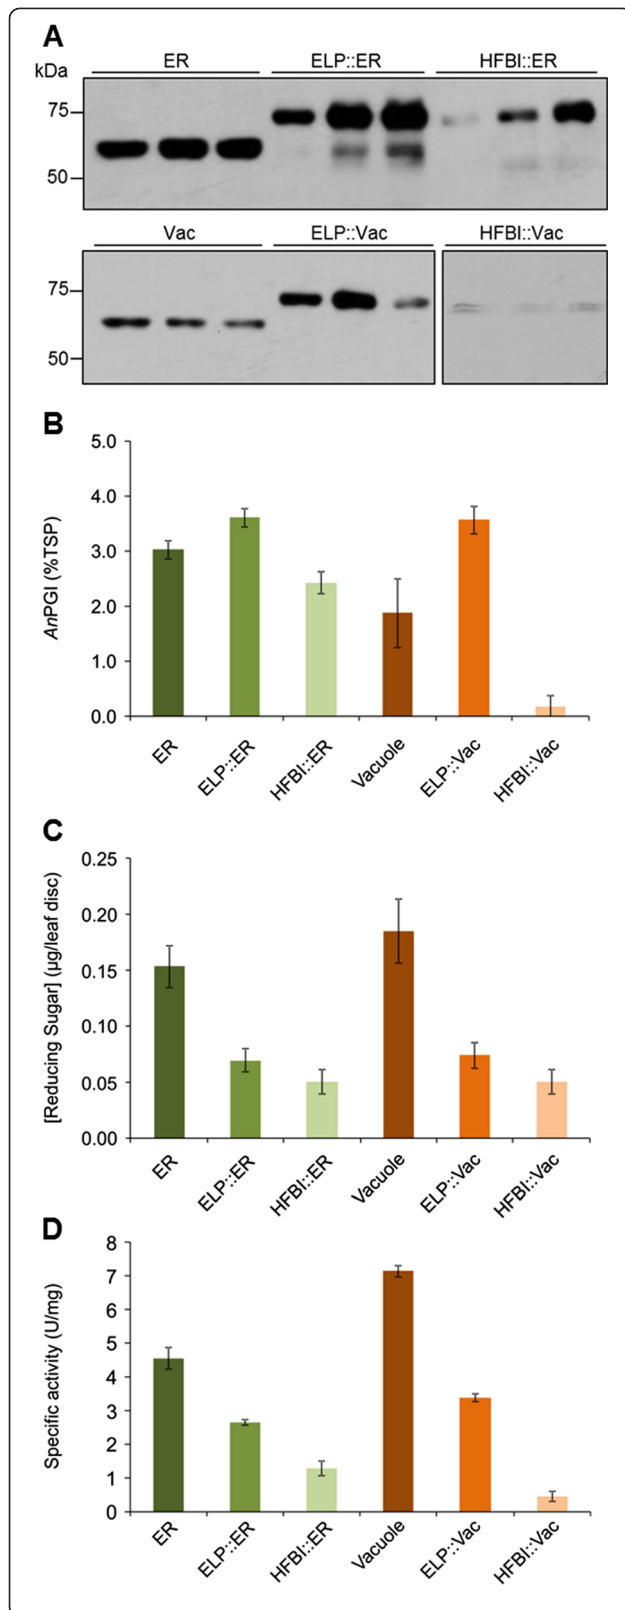 A
kDa
ER ELP::ER HFBI::ER
75
50
Vac ELP::Vac HFBI::Vac
75
50
B
AnPGI (%TSP)
5.0
4.0
3.0
2.0
1.0
0.0
ER ELP::ER HFBI::ER Vacuole ELP::Vac HFBI::Vac
C
[Reducing Sugar] (µg/leaf disc)
0.25
0.20
0.15
0.10
0.05
0.00
ER ELP::ER HFBI::ER Vacuole ELP::Vac HFBI::Vac
D
Specific activity (U/mg)
8
7
6
5
4
3
2
1
0
ER ELP::ER HFBI::ER Vacuole ELP::Vac HFBI::Vac